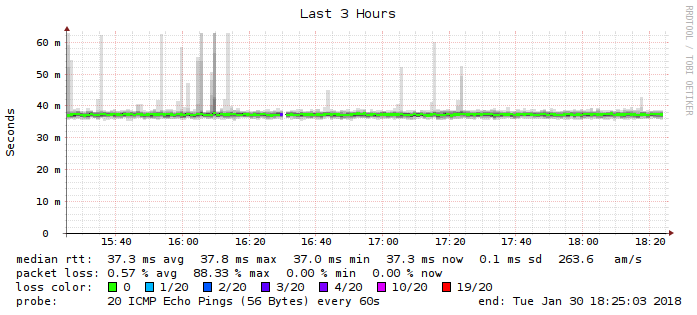 Last 3 Hours
RRDTOOL / TOBI OETIKER
Seconds
60 m
50 m
40 m
30 m
20 m
10 m
0
15:40 16:00 16:20 16:40 17:00 17:20 17:40 18:00 18:20
median rtt: 37.3 ms avg 37.8 ms max 37.0 ms min 37.3 ms now 0.1 ms sd 263.6 am/s
packet loss: 0.57 % avg 88.33 % max 0.00 % min 0.00 % now
loss color: 0 1/20 2/20 3/20 4/20 10/20 19/20
probe: 20 ICMP Echo Pings (56 Bytes) every 60s end: Tue Jan 30 18:25:03 2018